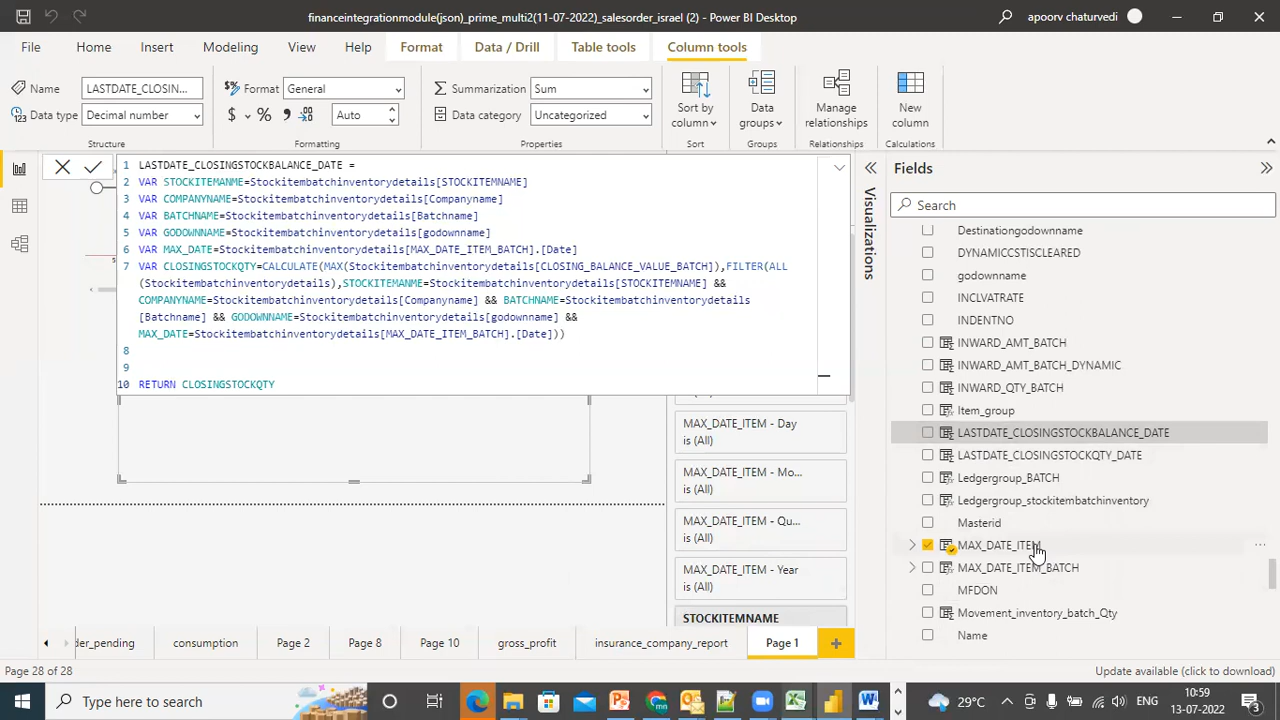 financeintegrationmodule(json)_prime_multi2(11-07-2022)_salesorder_israel (2) - Power BI Desktop
apoorv chaturvedi
File Home Insert Modeling View Help Format Data / Drill Table tools Column tools
Name LASTDATE_CLOSIN...
Format General
Summarization Sum
Data type Decimal number
$ % Auto
Data category Uncategorized
Sort by column
Data groups
Manage relationships
New column
Structure Formatting Properties Sort Groups Relationships Calculations
1 LASTDATE_CLOSINGSTOCKBALANCE_DATE =
2 VAR STOCKITEMANME=Stockitembatchinventorydetails[STOCKITEMNAME]
3 VAR COMPANYNAME=Stockitembatchinventorydetails[Companyname]
4 VAR BATCHNAME=Stockitembatchinventorydetails[Batchname]
5 VAR GODOWNNAME=Stockitembatchinventorydetails[godownname]
6 VAR MAX_DATE=Stockitembatchinventorydetails[MAX_DATE_ITEM_BATCH].[Date]
7 VAR CLOSINGSTOCKQTY=CALCULATE(MAX(Stockitembatchinventorydetails[CLOSING_BALANCE_VALUE_BATCH]),FILTER(ALL
(Stockitembatchinventorydetails),STOCKITEMANME=Stockitembatchinventorydetails[STOCKITEMNAME] &&
COMPANYNAME=Stockitembatchinventorydetails[Companyname] && BATCHNAME=Stockitembatchinventorydetails
[Batchname] && GODOWNNAME=Stockitembatchinventorydetails[godownname] &&
MAX_DATE=Stockitembatchinventorydetails[MAX_DATE_ITEM_BATCH].[Date]))
8
9
10 RETURN CLOSINGSTOCKQTY
MAX_DATE_ITEM - Day
is (All)
MAX_DATE_ITEM - Mo...
is (All)
MAX_DATE_ITEM - Qu...
is (All)
MAX_DATE_ITEM - Year
is (All)
STOCKITEMNAME
Visualizations
Fields
Search
Destinationgodownname
DYNAMICCSTISCLEARED
godownname
INCLVATRATE
INDENTNO
INWARD_AMT_BATCH
INWARD_AMT_BATCH_DYNAMIC
INWARD_QTY_BATCH
Item_group
LASTDATE_CLOSINGSTOCKBALANCE_DATE
LASTDATE_CLOSINGSTOCKQTY_DATE
Ledgergroup_BATCH
Ledgergroup_stockitembatchinventory
Masterid
MAX_DATE_ITEM
MAX_DATE_ITEM_BATCH
MFDON
Movement_inventory_batch_Qty
Name
der_pending consumption Page 2 Page 8 Page 10 gross_profit insurance_company_report Page 1
Page 28 of 28
Update available (click to download)
Type here to search
29°C
ENG
10:59
13-07-2022
3